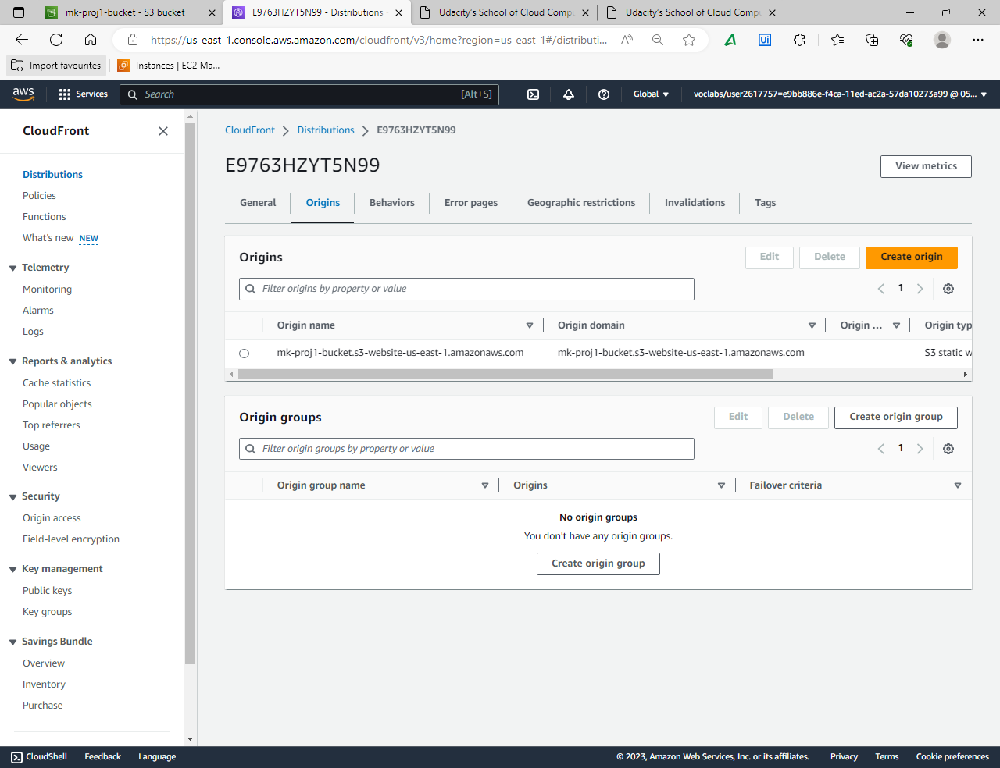 mk-proj1-bucket - S3 bucket
E9763HZYT5N99 - Distributions
Udacity's School of Cloud Compu
Udacity's School of Cloud Compu
https://us-east-1.console.aws.amazon.com/cloudfront/v3/home?region=us-east-1#/distributi...
Import favourites
Instances | EC2 Ma...
aws
Services
Search
[Alt+S]
Global
voclabs/user2617757=e9bb886e-f4ca-11ed-ac2a-57da10273a99 @ 05...
CloudFront
Distributions
Policies
Functions
What's new NEW
Telemetry
Monitoring
Alarms
Logs
Reports & analytics
Cache statistics
Popular objects
Top referrers
Usage
Viewers
Security
Origin access
Field-level encryption
Key management
Public keys
Key groups
Savings Bundle
Overview
Inventory
Purchase
CloudFront
Distributions
E9763HZYT5N99
E9763HZYT5N99
View metrics
General
Origins
Behaviors
Error pages
Geographic restrictions
Invalidations
Tags
Origins
Edit
Delete
Create origin
Filter origins by property or value
1
Origin name
Origin domain
Origin ...
Origin typ
mk-proj1-bucket.s3-website-us-east-1.amazonaws.com
mk-proj1-bucket.s3-website-us-east-1.amazonaws.com
S3 static w
Origin groups
Edit
Delete
Create origin group
Filter origin groups by property or value
1
Origin group name
Origins
Failover criteria
No origin groups
You don't have any origin groups.
Create origin group
CloudShell
Feedback
Language
© 2023, Amazon Web Services, Inc. or its affiliates.
Privacy
Terms
Cookie preferences